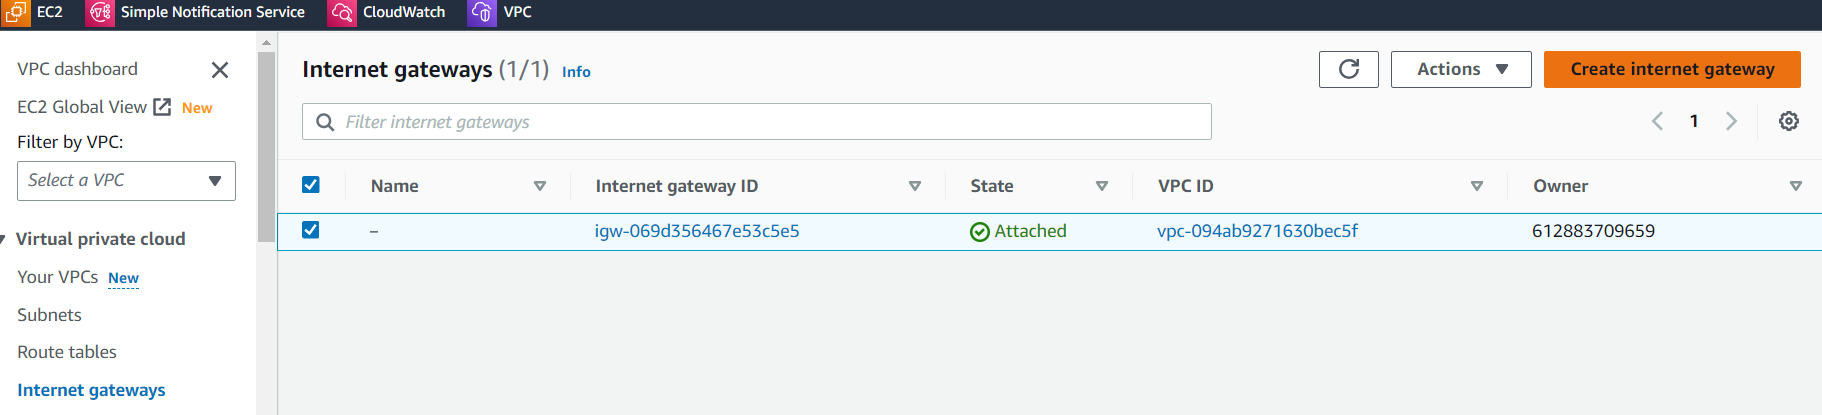 EC2 Simple Notification Service CloudWatch VPC
VPC dashboard
EC2 Global View New
Filter by VPC:
Select a VPC
Virtual private cloud
Your VPCs New
Subnets
Route tables
Internet gateways
Internet gateways (1/1) Info
Actions
Create internet gateway
Filter internet gateways
1
Name Internet gateway ID State VPC ID Owner
– igw-069d356467e53c5e5 Attached vpc-094ab9271630bec5f 612883709659